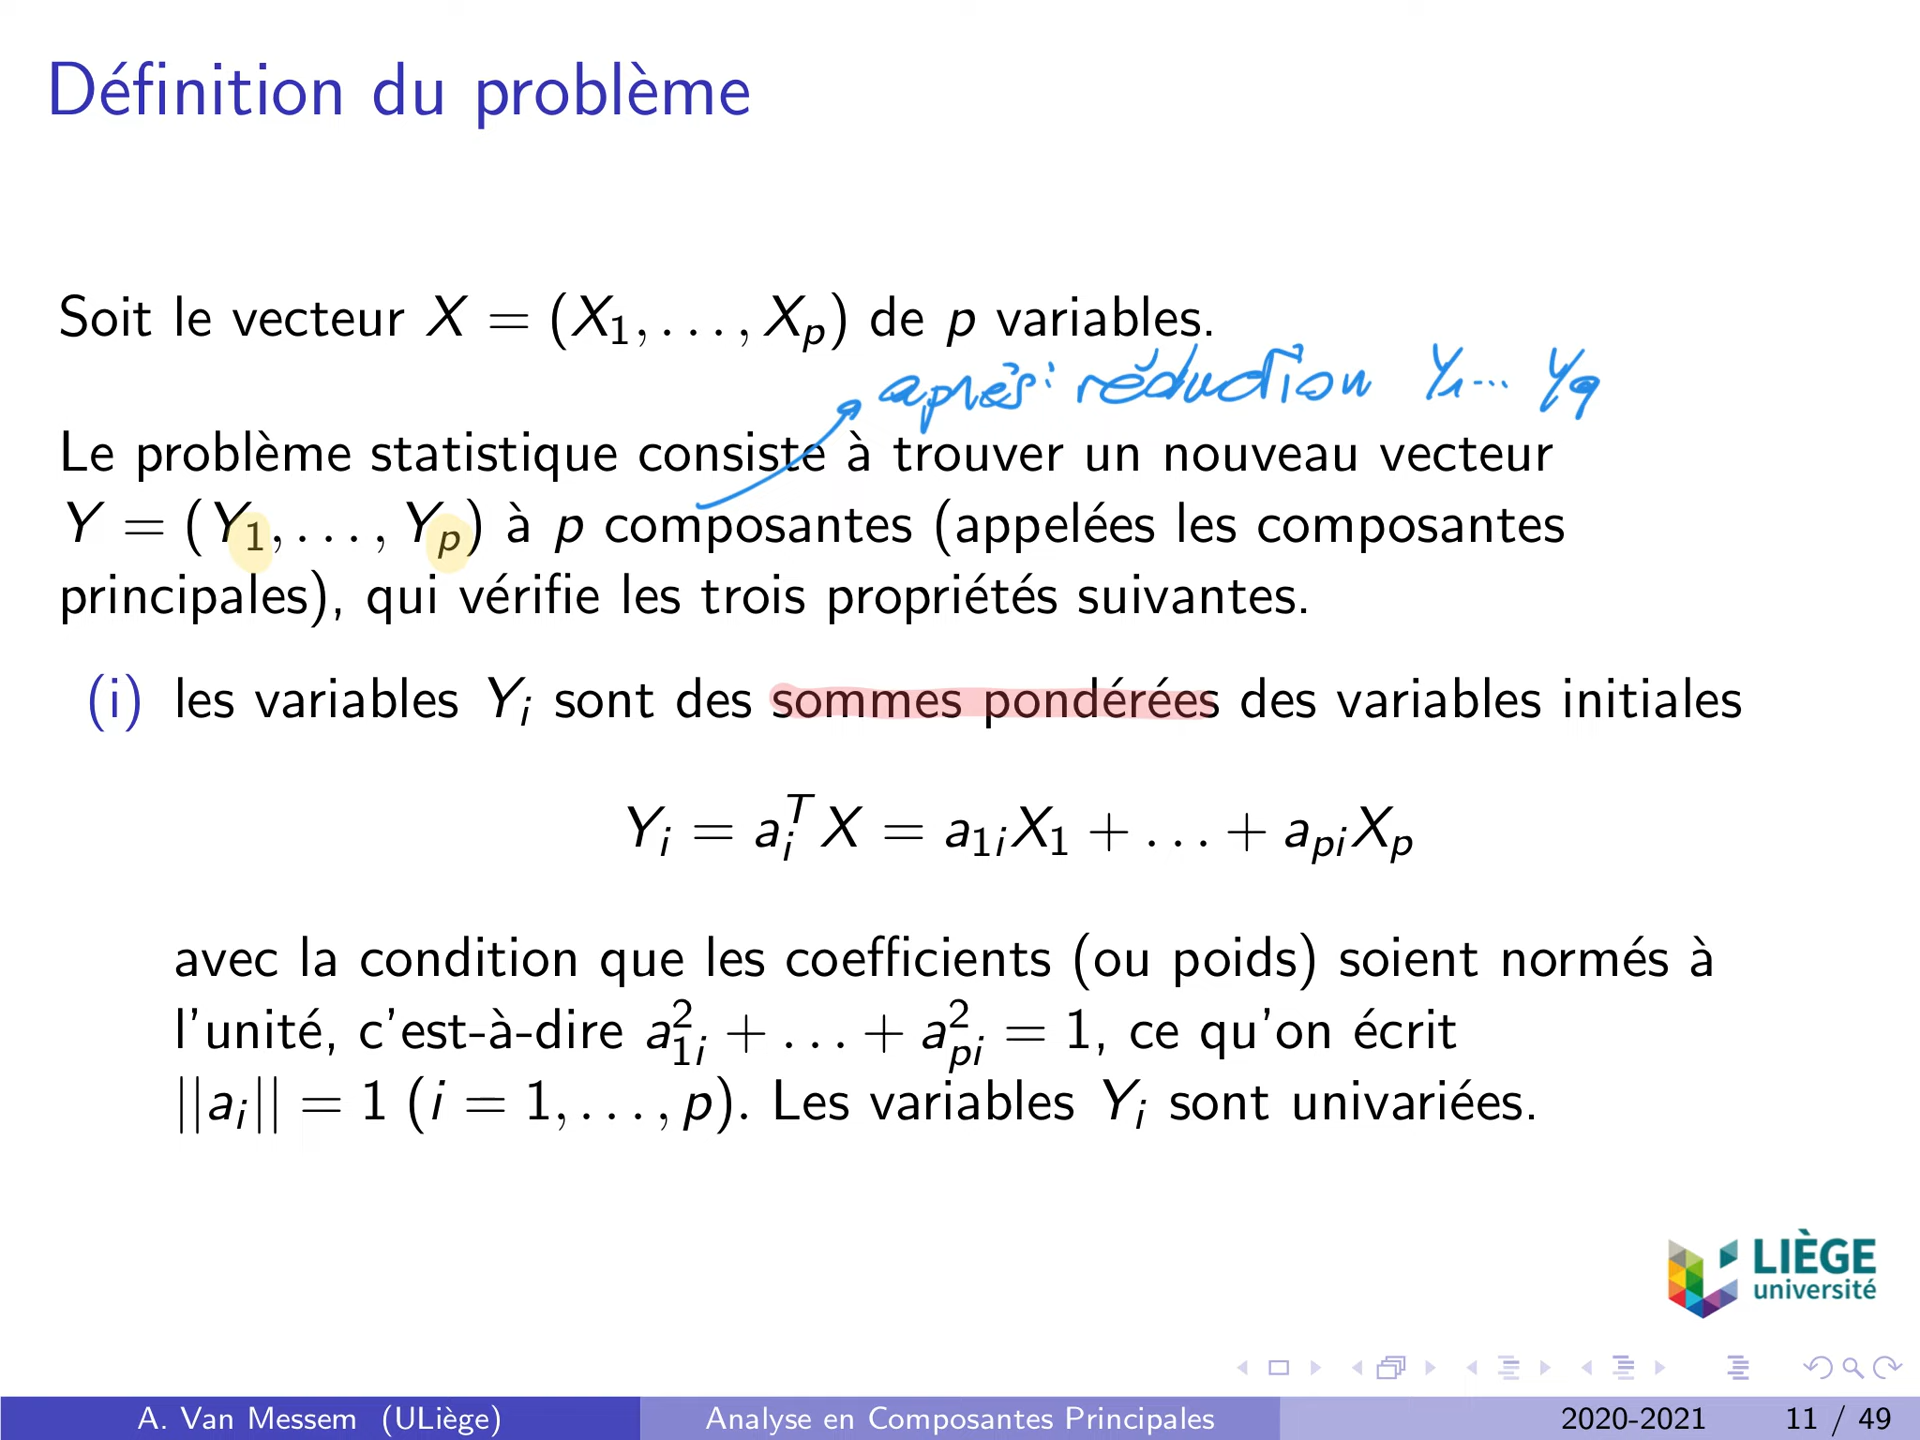 Définition du problème
Soit le vecteur X = (X₁, . . . , Xₚ) de p variables.
après: réduction Y₁... Yq
Le problème statistique consiste à trouver un nouveau vecteur
Y = (Y₁, . . . , Yₚ) à p composantes (appelées les composantes
principales), qui vérifie les trois propriétés suivantes.
(i) les variables Yᵢ sont des sommes pondérées des variables initiales
Yᵢ = aᵢᵀ X = a₁ᵢX₁ + . . . + aₚᵢXₚ
avec la condition que les coefficients (ou poids) soient normés à
l'unité, c'est-à-dire a²₁ᵢ + . . . + a²ₚᵢ = 1, ce qu'on écrit
||aᵢ|| = 1 (i = 1, . . . , p). Les variables Yᵢ sont univariées.
LIÈGE
université
A. Van Messem (ULiège) Analyse en Composantes Principales 2020-2021 11 / 49